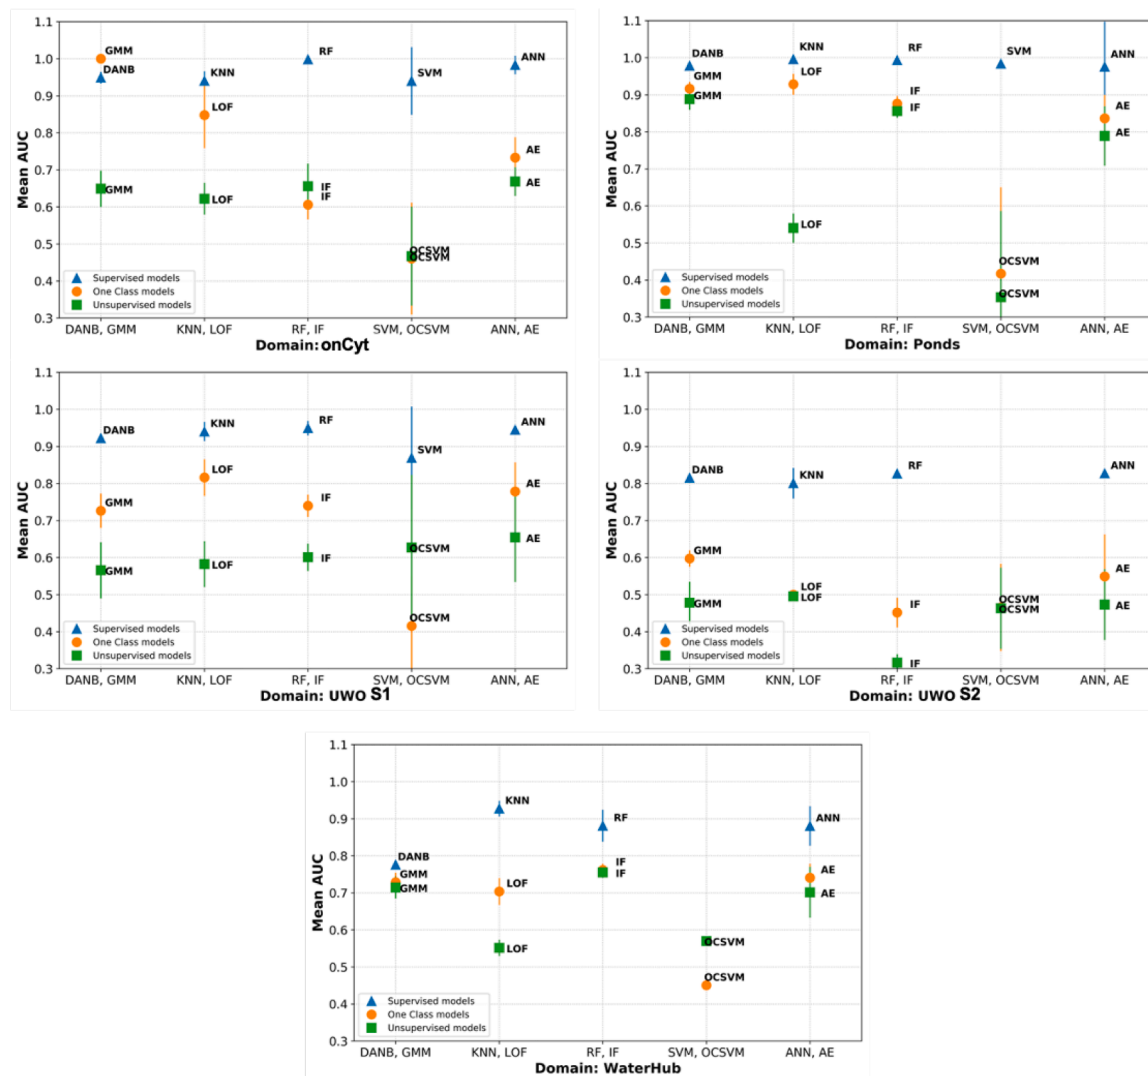 1.1
1.0
0.9
0.8
0.7
0.6
0.5
0.4
0.3
Mean AUC
GMM
DANB
GMM
KNN
LOF
LOF
RF
IF
IF
SVM
OCSVM
OCSVM
ANN
AE
AE
Supervised models
One Class models
Unsupervised models
DANB, GMM KNN, LOF RF, IF SVM, OCSVM ANN, AE
Domain: onCyt
1.1
1.0
0.9
0.8
0.7
0.6
0.5
0.4
0.3
Mean AUC
DANB
GMM
GMM
KNN
LOF
LOF
RF
IF
IF
SVM
OCSVM
OCSVM
ANN
AE
AE
Supervised models
One Class models
Unsupervised models
DANB, GMM KNN, LOF RF, IF SVM, OCSVM ANN, AE
Domain: Ponds
1.1
1.0
0.9
0.8
0.7
0.6
0.5
0.4
0.3
Mean AUC
DANB
GMM
GMM
KNN
LOF
LOF
RF
IF
IF
SVM
OCSVM
OCSVM
ANN
AE
AE
Supervised models
One Class models
Unsupervised models
DANB, GMM KNN, LOF RF, IF SVM, OCSVM ANN, AE
Domain: UWO S1
1.1
1.0
0.9
0.8
0.7
0.6
0.5
0.4
0.3
Mean AUC
DANB
GMM
GMM
KNN
LOF
LOF
RF
IF
IF
OCSVM
OCSVM
ANN
AE
AE
Supervised models
One Class models
Unsupervised models
DANB, GMM KNN, LOF RF, IF SVM, OCSVM ANN, AE
Domain: UWO S2
1.1
1.0
0.9
0.8
0.7
0.6
0.5
0.4
0.3
Mean AUC
DANB
GMM
GMM
KNN
LOF
LOF
RF
IF
IF
OCSVM
OCSVM
ANN
AE
AE
Supervised models
One Class models
Unsupervised models
DANB, GMM KNN, LOF RF, IF SVM, OCSVM ANN, AE
Domain: WaterHub